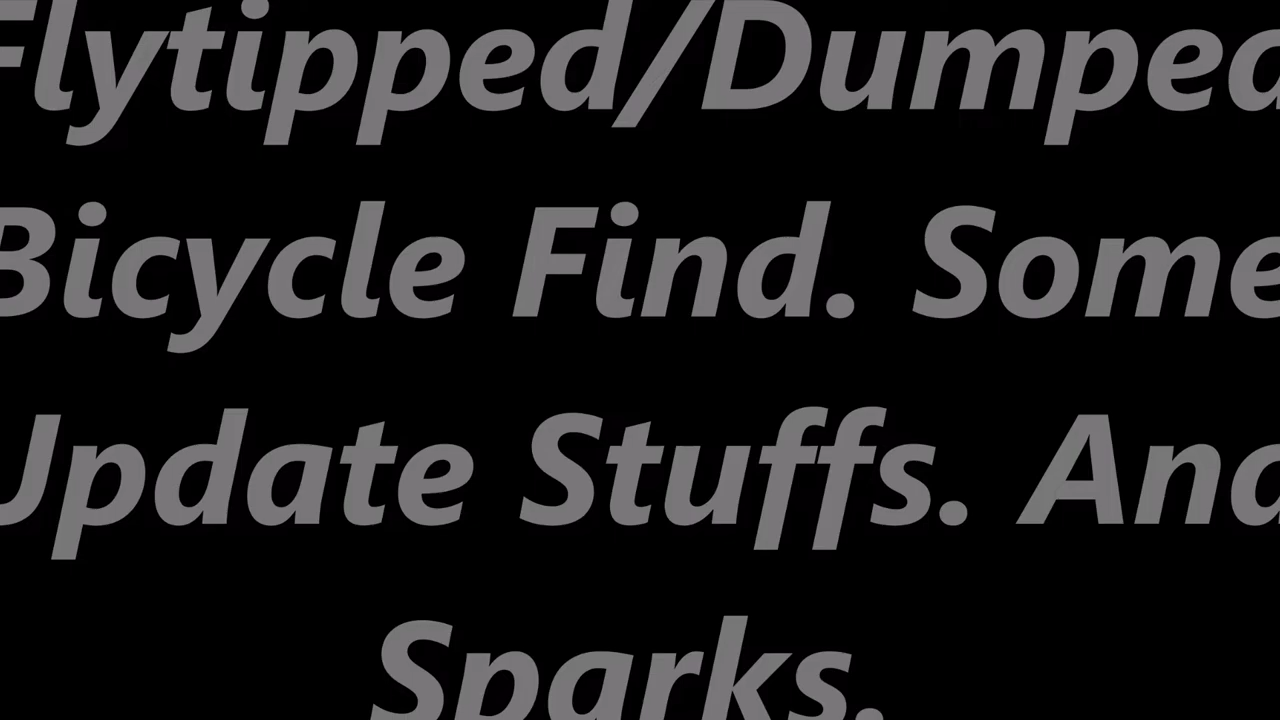 Flytipped/Dumped
Bicycle Find. Some
Update Stuffs. And
Sparks.